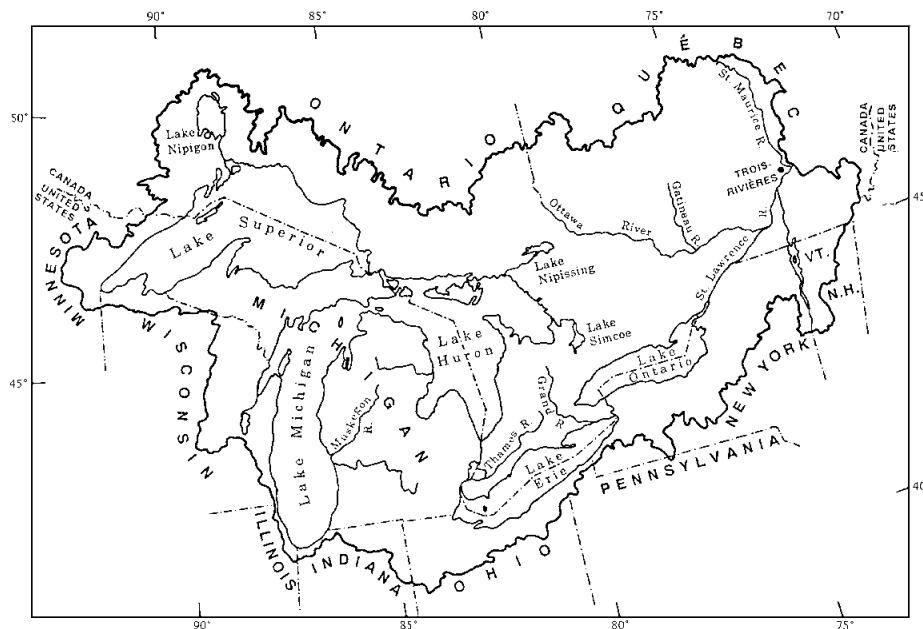 90°
85°
80°
75°
70°
50°
45
45°
40
90°
85°
80°
75°
QUÉBEC
ONTARIO
St. Maurice R.
CANADA
UNITED
STATES
Lake
Nipigon
TROIS-
RIVIÈRES
CANADA
UNITED
STATES
Gatineau R.
Ottawa
River
St. Lawrence
R.
Lake Superior
VT.
N.H.
MINNESOTA
Lake
Nipissing
WISCONSIN
MICHIGAN
Lake
Huron
Lake
Simcoe
Lake Michigan
Lake
Ontario
NEW YORK
Muskegon
R.
Grand
R.
Thames R.
Lake
Erie
PENNSYLVANIA
ILLINOIS
INDIANA
OHIO